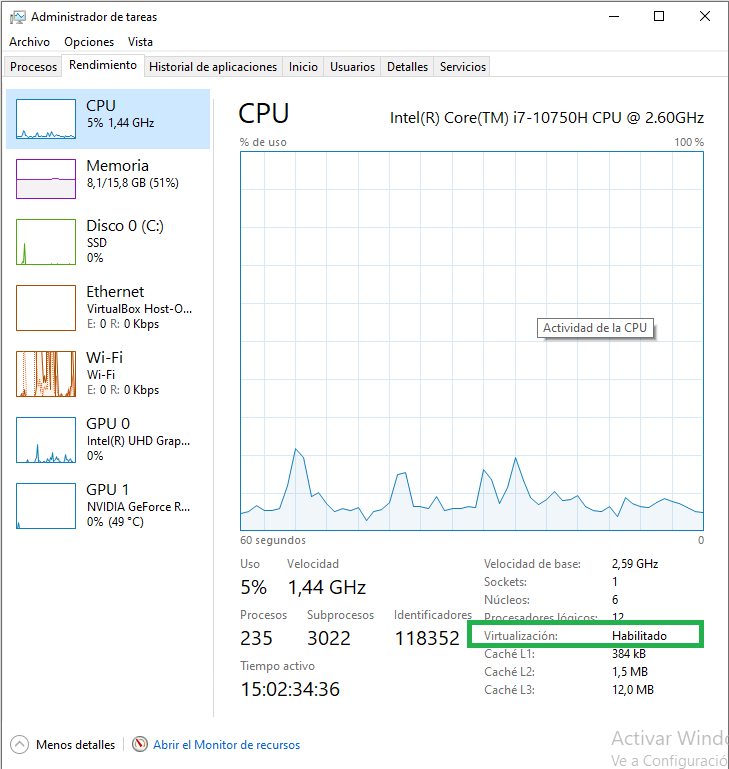 Administrador de tareas
Archivo Opciones Vista
Procesos Rendimiento Historial de aplicaciones Inicio Usuarios Detalles Servicios
CPU
5% 1,44 GHz
Memoria
8,1/15,8 GB (51%)
Disco 0 (C:)
SSD
0%
Ethernet
VirtualBox Host-O...
E: 0 R: 0 Kbps
Wi-Fi
Wi-Fi
E: 0 R: 0 Kbps
GPU 0
Intel(R) UHD Grap...
0%
GPU 1
NVIDIA GeForce R...
0% (49 °C)
CPU Intel(R) Core(TM) i7-10750H CPU @ 2.60GHz
% de uso 100 %
Actividad de la CPU
60 segundos 0
Uso Velocidad
5% 1,44 GHz
Procesos Subprocesos Identificadores
235 3022 118352
Tiempo activo
15:02:34:36
Velocidad de base: 2,59 GHz
Sockets: 1
Núcleos: 6
Procesadores lógicos: 12
Virtualización: Habilitado
Caché L1: 384 kB
Caché L2: 1,5 MB
Caché L3: 12,0 MB
Menos detalles Abrir el Monitor de recursos
Activar Windo
Ve a Configuració